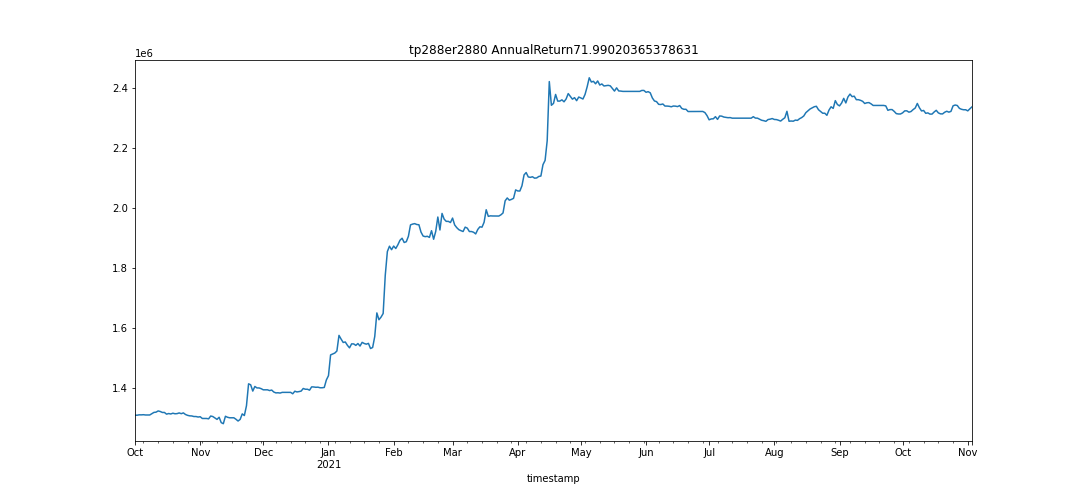 tp288er2880 AnnualReturn71.99020365378631
1e6
2.4
2.2
2.0
1.8
1.6
1.4
Oct Nov Dec Jan Feb Mar Apr May Jun Jul Aug Sep Oct Nov
2021
timestamp